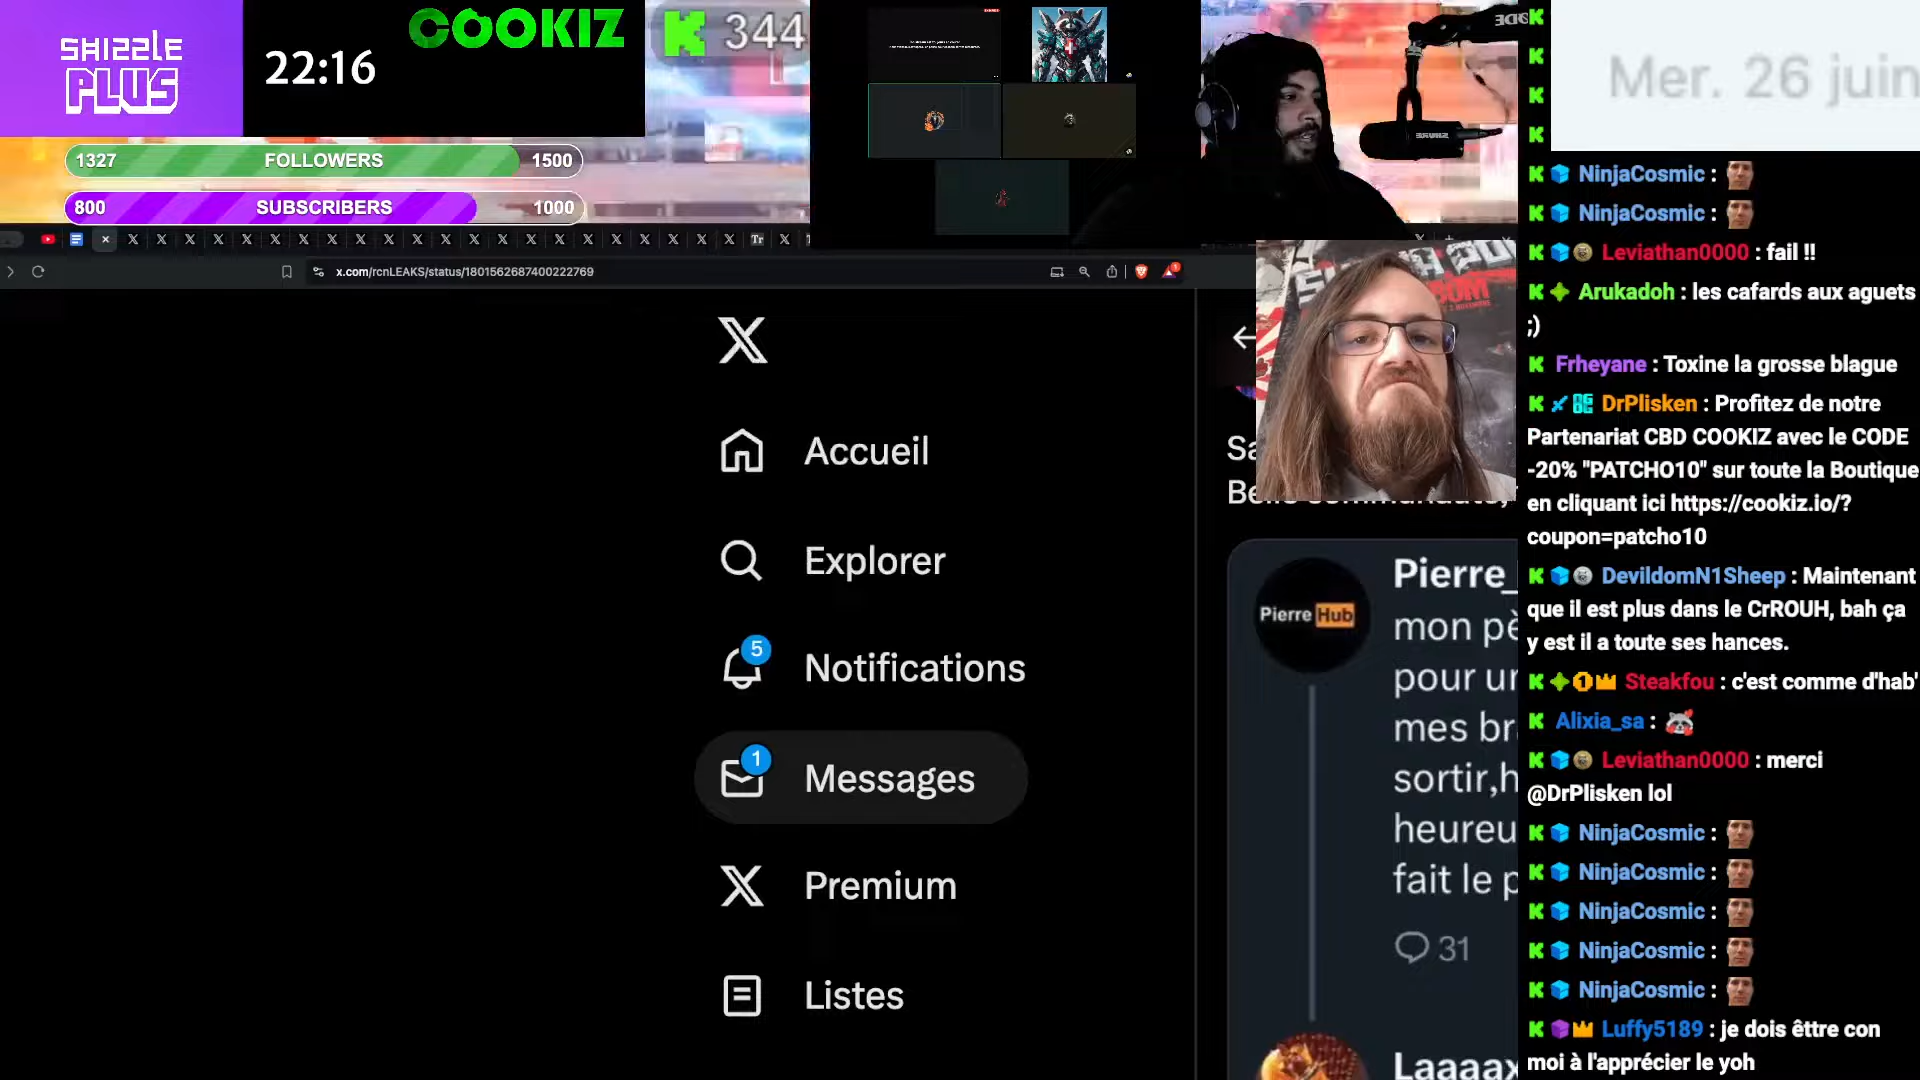 SHIZZLE
PLUS
22:16
COOKIZ
344
1327 FOLLOWERS 1500
800 SUBSCRIBERS 1000
x.com/rcnLEAKS/status/1801562687400222769
Accueil
Explorer
5
Notifications
1
Messages
Premium
Listes
Sa
Pierre Hub
Pierre_
mon pè
pour ur
mes br
sortir,h
heureu
fait le p
31
Laaax
Mer. 26 juin
NinjaCosmic :
NinjaCosmic :
Leviathan0000 : fail !!
Arukadoh : les cafards aux aguets
;)
Frheyane : Toxine la grosse blague
DrPlisken : Profitez de notre
Partenariat CBD COOKIZ avec le CODE
-20% "PATCHO10" sur toute la Boutique
en cliquant ici https://cookiz.io/?
coupon=patcho10
DevildomN1Sheep : Maintenant
que il est plus dans le CrROUH, bah ça
y est il a toute ses hances.
Steakfou : c'est comme d'hab'
Alixia_sa :
Leviathan0000 : merci
@DrPlisken lol
NinjaCosmic :
NinjaCosmic :
NinjaCosmic :
NinjaCosmic :
NinjaCosmic :
Luffy5189 : je dois êttre con
moi à l'apprécier le yoh